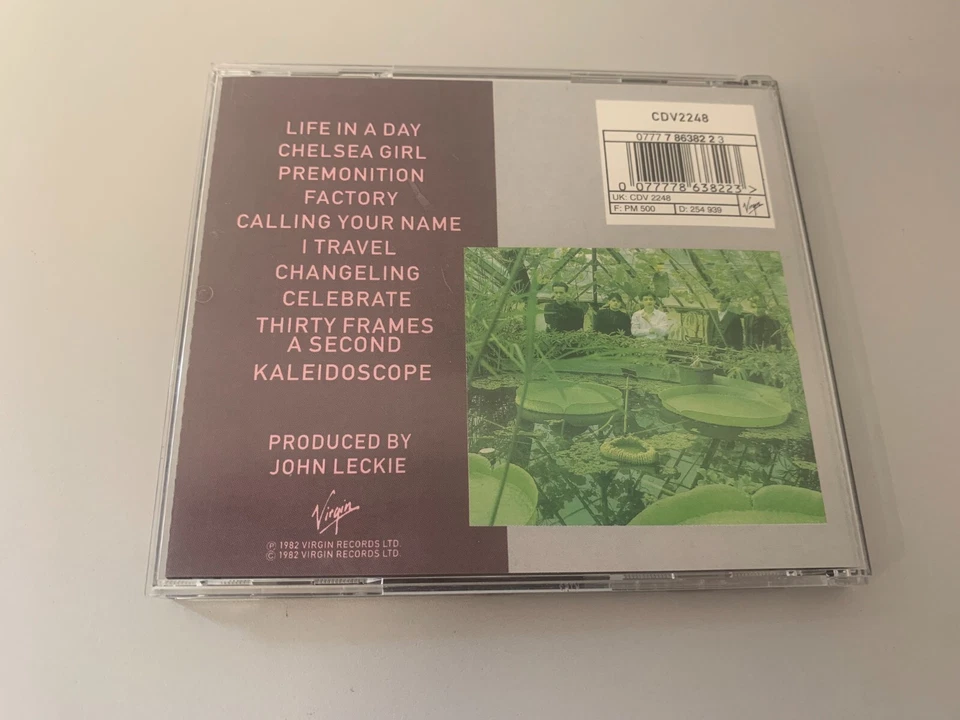 LIFE IN A DAY
CHELSEA GIRL
PREMONITION
FACTORY
CALLING YOUR NAME
I TRAVEL
CHANGELING
CELEBRATE
THIRTY FRAMES
A SECOND
KALEIDOSCOPE
PRODUCED BY
JOHN LECKIE
Virgin
℗ 1982 VIRGIN RECORDS LTD.
© 1982 VIRGIN RECORDS LTD.
CDV2248
0777 7 86382 2 3
0 077778 638223 >
UK: CDV 2248
F: PM 500 D: 254 939 Virgin